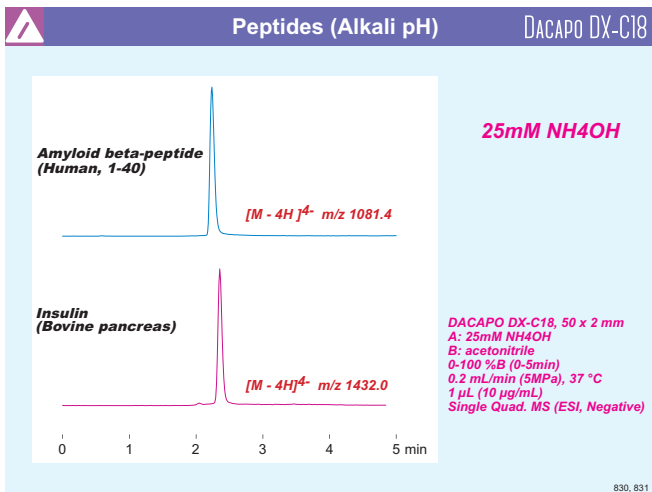 Peptides (Alkali pH)
DACAPO DX-C18
25mM NH4OH
Amyloid beta-peptide
(Human, 1-40)
[M - 4H ]4- m/z 1081.4
Insulin
(Bovine pancreas)
[M - 4H]4- m/z 1432.0
DACAPO DX-C18, 50 x 2 mm
A: 25mM NH4OH
B: acetonitrile
0-100 %B (0-5min)
0.2 mL/min (5MPa), 37 °C
1 µL (10 µg/mL)
Single Quad. MS (ESI, Negative)
0 1 2 3 4 5 min
830, 831